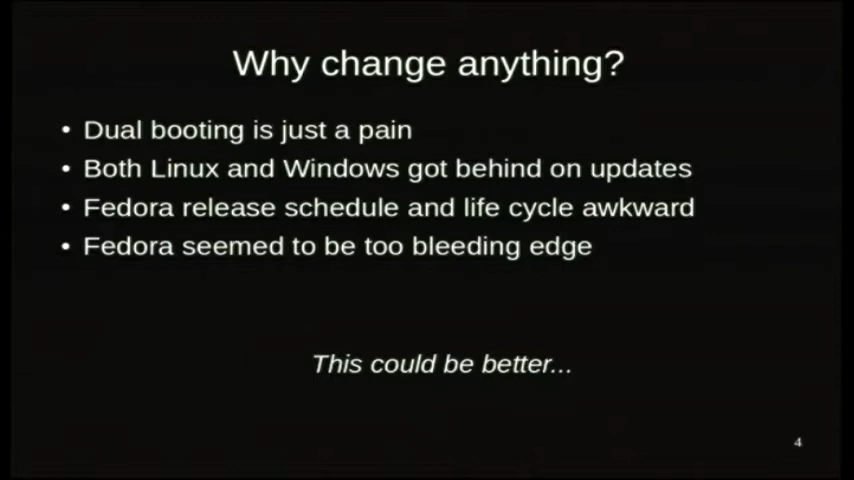 Why change anything?
• Dual booting is just a pain
• Both Linux and Windows got behind on updates
• Fedora release schedule and life cycle awkward
• Fedora seemed to be too bleeding edge
This could be better...
4